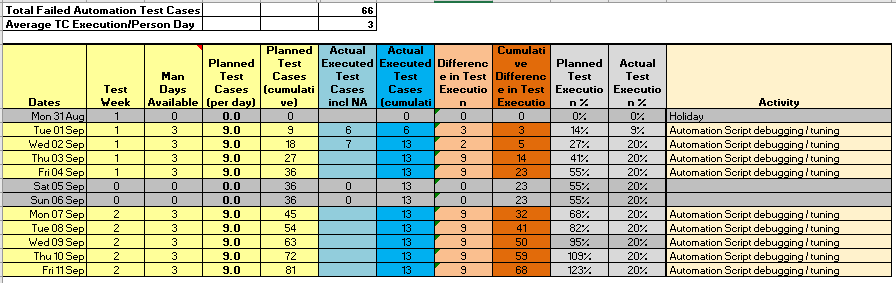 Total Failed Automation Test Cases 66
Average TC Execution/Person Day 3
Dates Test Week Man Days Available Planned Test Cases (per day) Planned Test Cases (cumulati ve) Actual Executed Test Cases incl NA Actual Executed Test Cases (cumulati Differenc e in Test Executio n Cumulati ve Differenc e in Test Executio Planned Test Executio n % Actual Test Executio n % Activity
Mon 31 Aug 1 0 0.0 0 0 0 0 0% 0% Holiday
Tue 01 Sep 1 3 9.0 9 6 6 3 3 14% 9% Automation Script debugging / tuning
Wed 02 Sep 1 3 9.0 18 7 13 2 5 27% 20% Automation Script debugging / tuning
Thu 03 Sep 1 3 9.0 27 13 9 14 41% 20% Automation Script debugging / tuning
Fri 04 Sep 1 3 9.0 36 13 9 23 55% 20% Automation Script debugging / tuning
Sat 05 Sep 0 0 0.0 36 0 13 0 23 55% 20%
Sun 06 Sep 0 0 0.0 36 0 13 0 23 55% 20%
Mon 07 Sep 2 3 9.0 45 13 9 32 68% 20% Automation Script debugging / tuning
Tue 08 Sep 2 3 9.0 54 13 9 41 82% 20% Automation Script debugging / tuning
Wed 09 Sep 2 3 9.0 63 13 9 50 95% 20% Automation Script debugging / tuning
Thu 10 Sep 2 3 9.0 72 13 9 59 109% 20% Automation Script debugging / tuning
Fri 11 Sep 2 3 9.0 81 13 9 68 123% 20% Automation Script debugging / tuning